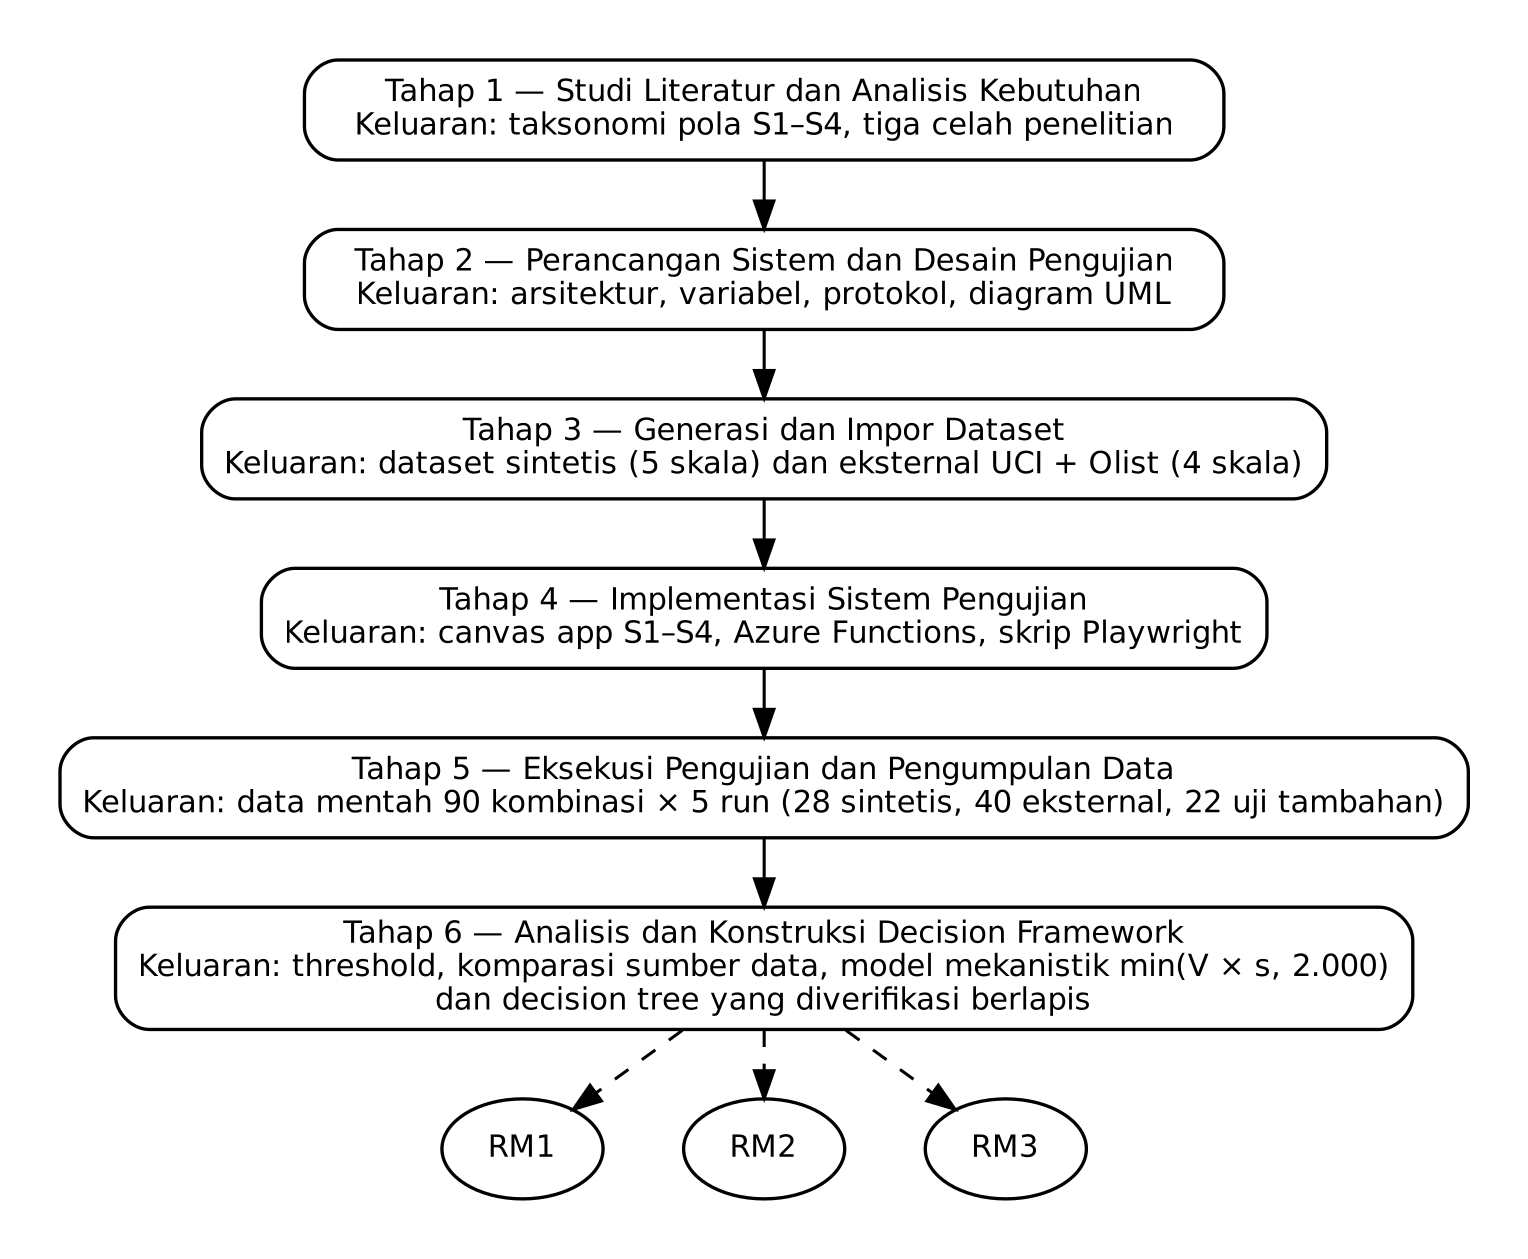 Tahap 1 — Studi Literatur dan Analisis Kebutuhan
Keluaran: taksonomi pola S1–S4, tiga celah penelitian
Tahap 2 — Perancangan Sistem dan Desain Pengujian
Keluaran: arsitektur, variabel, protokol, diagram UML
Tahap 3 — Generasi dan Impor Dataset
Keluaran: dataset sintetis (5 skala) dan eksternal UCI + Olist (4 skala)
Tahap 4 — Implementasi Sistem Pengujian
Keluaran: canvas app S1–S4, Azure Functions, skrip Playwright
Tahap 5 — Eksekusi Pengujian dan Pengumpulan Data
Keluaran: data mentah 90 kombinasi × 5 run (28 sintetis, 40 eksternal, 22 uji tambahan)
Tahap 6 — Analisis dan Konstruksi Decision Framework
Keluaran: threshold, komparasi sumber data, model mekanistik min(V × s, 2.000)
dan decision tree yang diverifikasi berlapis
RM1
RM2
RM3